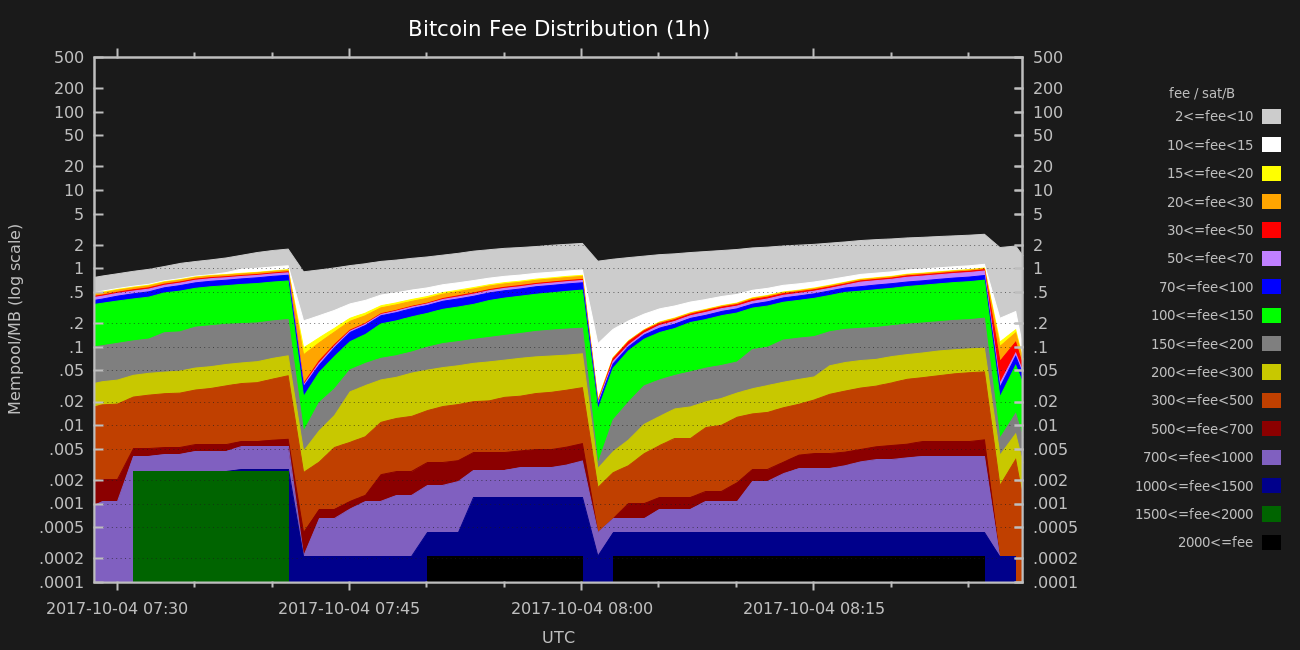 Bitcoin Fee Distribution (1h)
Mempool/MB (log scale)
500
200
100
50
20
10
5
2
1
.5
.2
.1
.05
.02
.01
.005
.002
.001
.0005
.0002
.0001
500
200
100
50
20
10
5
2
1
.5
.2
.1
.05
.02
.01
.005
.002
.001
.0005
.0002
.0001
2017-10-04 07:30
2017-10-04 07:45
2017-10-04 08:00
2017-10-04 08:15
UTC
fee / sat/B
2<=fee<10
10<=fee<15
15<=fee<20
20<=fee<30
30<=fee<50
50<=fee<70
70<=fee<100
100<=fee<150
150<=fee<200
200<=fee<300
300<=fee<500
500<=fee<700
700<=fee<1000
1000<=fee<1500
1500<=fee<2000
2000<=fee